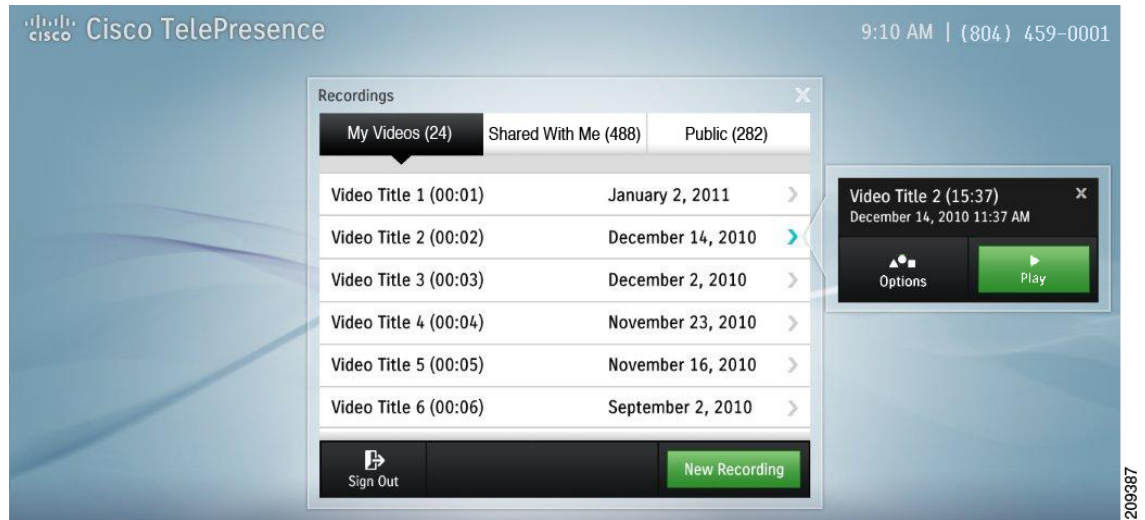 cisco Cisco TelePresence
9:10 AM | (804) 459-0001
Recordings
My Videos (24) Shared With Me (488) Public (282)
Video Title 1 (00:01) January 2, 2011
Video Title 2 (00:02) December 14, 2010
Video Title 3 (00:03) December 2, 2010
Video Title 4 (00:04) November 23, 2010
Video Title 5 (00:05) November 16, 2010
Video Title 6 (00:06) September 2, 2010
Sign Out New Recording
Video Title 2 (15:37)
December 14, 2010 11:37 AM
Options Play
209387